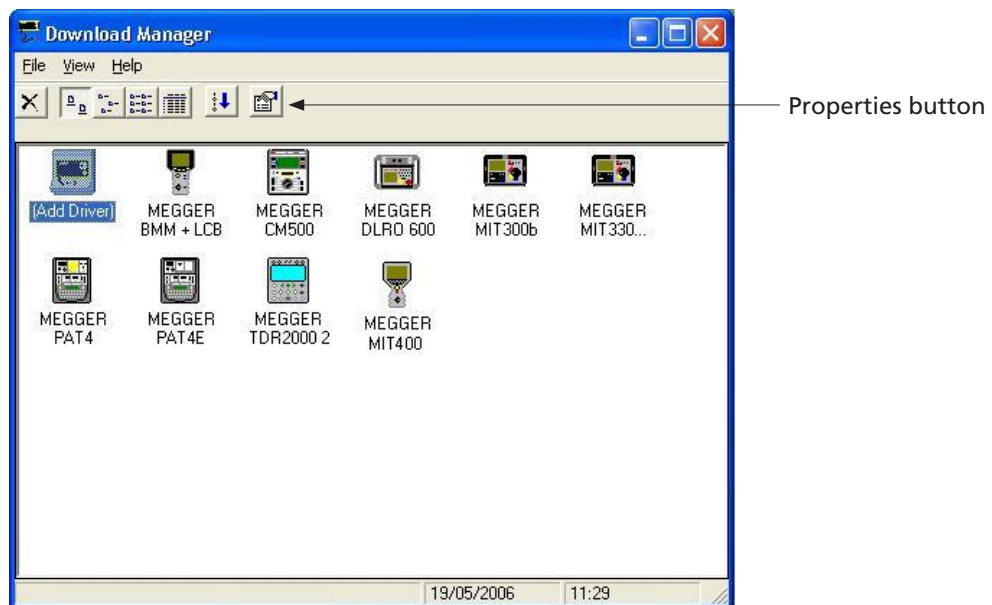 Download Manager
File View Help
Properties button
(Add Driver)
MEGGER BMM + LCB
MEGGER CM500
MEGGER DLRO 600
MEGGER MIT300b
MEGGER MIT330...
MEGGER PAT4
MEGGER PAT4E
MEGGER TDR2000 2
MEGGER MIT400
19/05/2006 11:29